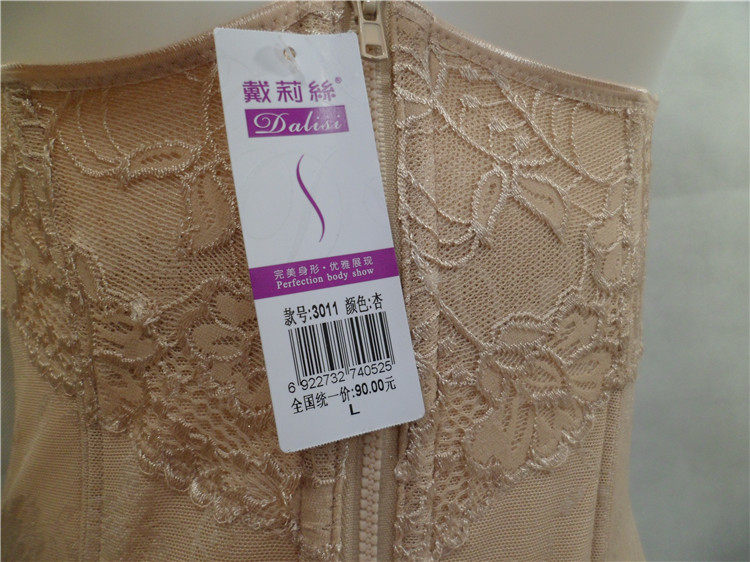 戴莉絲®
Dalisi
完美身形·优雅展现
Perfection body show
款号:3011 颜色:杏
6 922732 740525
全国统一价:90.00元
L